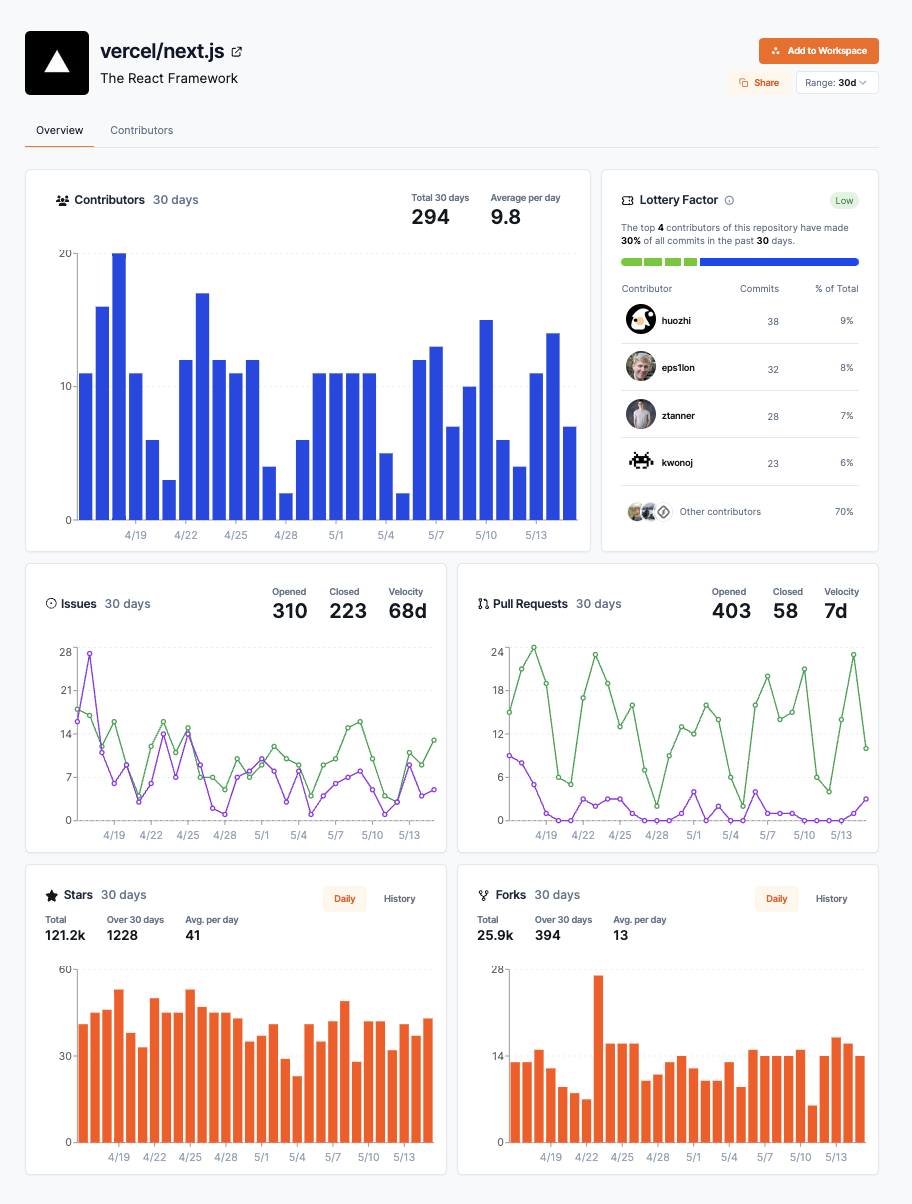 vercel/next.js
The React Framework
Add to Workspace
Share
Range: 30d
Overview Contributors
Contributors 30 days
Total 30 days Average per day
294 9.8
20
10
0
4/19 4/22 4/25 4/28 5/1 5/4 5/7 5/10 5/13
Lottery Factor Low
The top 4 contributors of this repository have made
30% of all commits in the past 30 days.
Contributor Commits % of Total
huozhi 38 9%
eps1lon 32 8%
ztanner 28 7%
kwonoj 23 6%
Other contributors 70%
Issues 30 days
Opened Closed Velocity
310 223 68d
28
21
14
7
0
4/19 4/22 4/25 4/28 5/1 5/4 5/7 5/10 5/13
Pull Requests 30 days
Opened Closed Velocity
403 58 7d
24
18
12
6
0
4/19 4/22 4/25 4/28 5/1 5/4 5/7 5/10 5/13
Stars 30 days
Daily History
Total Over 30 days Avg. per day
121.2k 1228 41
60
30
0
4/19 4/22 4/25 4/28 5/1 5/4 5/7 5/10 5/13
Forks 30 days
Daily History
Total Over 30 days Avg. per day
25.9k 394 13
28
14
0
4/19 4/22 4/25 4/28 5/1 5/4 5/7 5/10 5/13